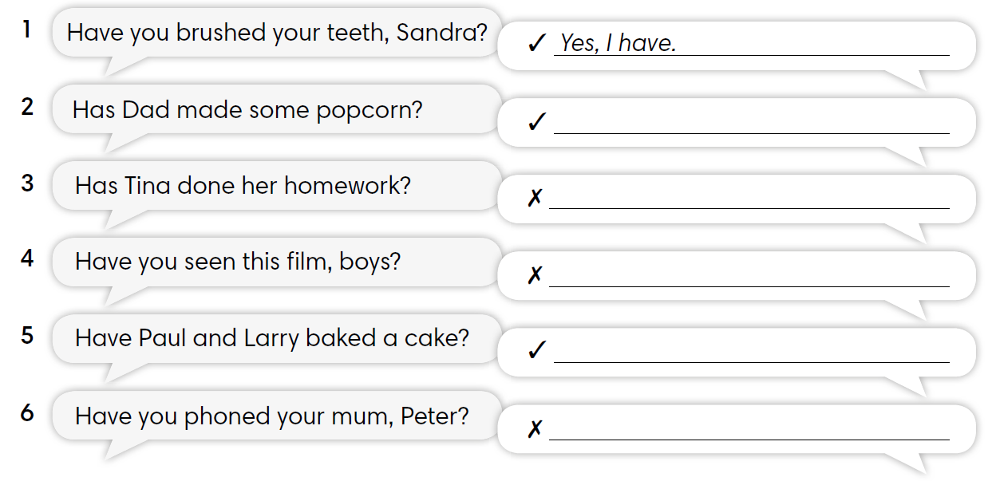 1 Have you brushed your teeth, Sandra?
✓ Yes, I have.
2 Has Dad made some popcorn?
✓
3 Has Tina done her homework?
✗
4 Have you seen this film, boys?
✗
5 Have Paul and Larry baked a cake?
✓
6 Have you phoned your mum, Peter?
✗